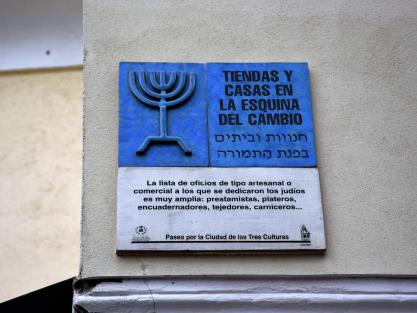 TIENDAS Y
CASAS EN
LA ESQUINA
DEL CAMBIO
חנויות וביתים
בפנת התמורה
La lista de oficios de tipo artesanal o
comercial a los que se dedicaron los judíos
es muy amplia: prestamistas, plateros,
encuadernadores, tejedores, carniceros...
Paseo por la Ciudad de las Tres Culturas